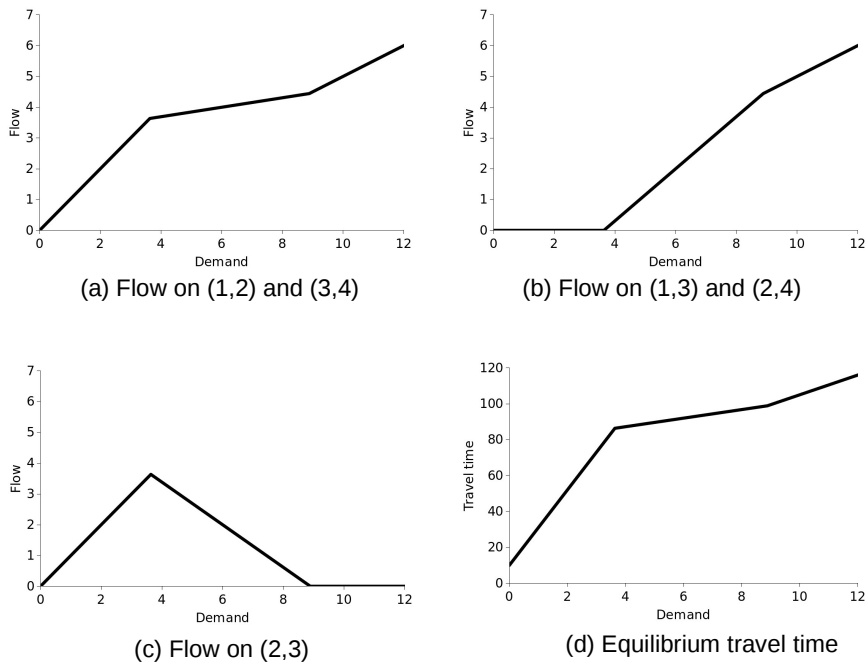 7
6
5
4
3
2
1
0
Flow
0 2 4 6 8 10 12
Demand
(a) Flow on (1,2) and (3,4)
7
6
5
4
3
2
1
0
Flow
0 2 4 6 8 10 12
Demand
(b) Flow on (1,3) and (2,4)
7
6
5
4
3
2
1
0
Flow
0 2 4 6 8 10 12
Demand
(c) Flow on (2,3)
120
100
80
60
40
20
0
Travel time
0 2 4 6 8 10 12
Demand
(d) Equilibrium travel time